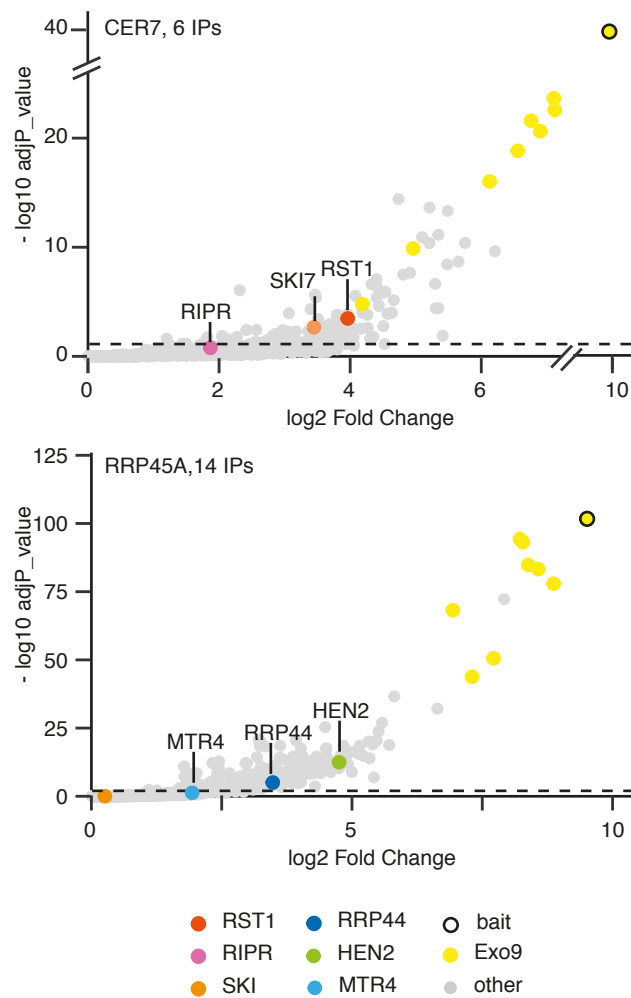 CER7, 6 IPs
40
20
10
0
- log10 adjP_value
RIPR
SKI7
RST1
0
2
4
6
10
log2 Fold Change
RRP45A,14 IPs
125
100
75
50
25
0
- log10 adjP_value
MTR4
RRP44
HEN2
0
5
10
log2 Fold Change
RST1
RRP44
bait
RIPR
HEN2
Exo9
SKI
MTR4
other